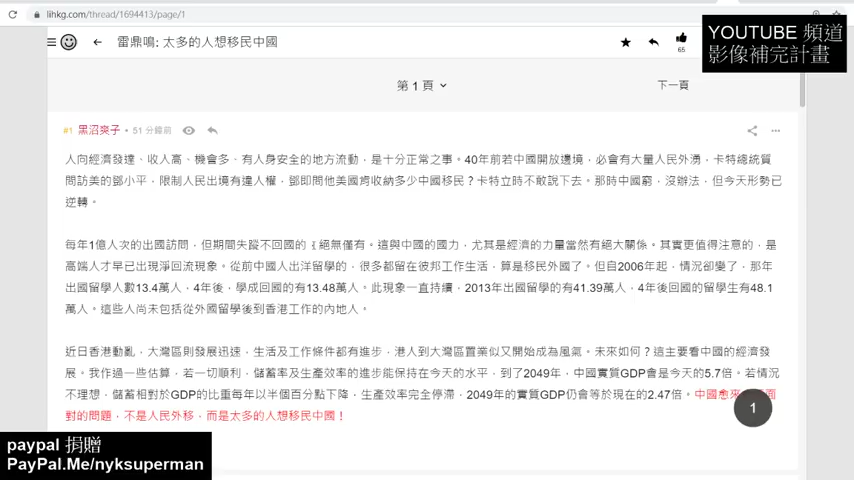 lihkg.com/thread/1694413/page/1
雷鼎鳴: 太多的人想移民中國
65
YOUTUBE 頻道
影像補完計畫
第 1 頁
下一頁
#1 黑沼爽子 • 51 分鐘前
人向經濟發達、收入高、機會多、有人身安全的地方流動，是十分正常之事。40年前若中國開放邊境，必會有大量人民外湧，卡特總統質
問訪美的鄧小平，限制人民出境有違人權，鄧即問他美國肯收納多少中國移民？卡特立時不敢說下去。那時中國窮，沒辦法，但今天形勢已
逆轉。
每年1億人次的出國訪問，但期間失蹤不回國的 絕無僅有。這與中國的國力，尤其是經濟的力量當然有絕大關係。其實更值得注意的，是
高端人才早已出現淨回流現象。從前中國人出洋留學的，很多都留在彼邦工作生活，算是移民外國了。但自2006年起，情況卻變了，那年
出國留學人數13.4萬人，4年後，學成回國的有13.48萬人。此現象一直持續，2013年出國留學的有41.39萬人，4年後回國的留學生有48.1
萬人。這些人尚未包括從外國留學後到香港工作的內地人。
近日香港動亂，大灣區則發展迅速，生活及工作條件都有進步，港人到大灣區置業似又開始成為風氣。未來如何？這主要看中國的經濟發
展。我作過一些估算，若一切順利，儲蓄率及生產效率的進步能保持在今天的水平，到了2049年，中國實質GDP會是今天的5.7倍。若情況
不理想，儲蓄相對於GDP的比重每年以半個百分點下降，生產效率完全停滯，2049年的實質GDP仍會等於現在的2.47倍。中國愈來 面
對的問題，不是人民外移，而是太多的人想移民中國！
1
paypal 捐贈
PayPal.Me/nyksuperman